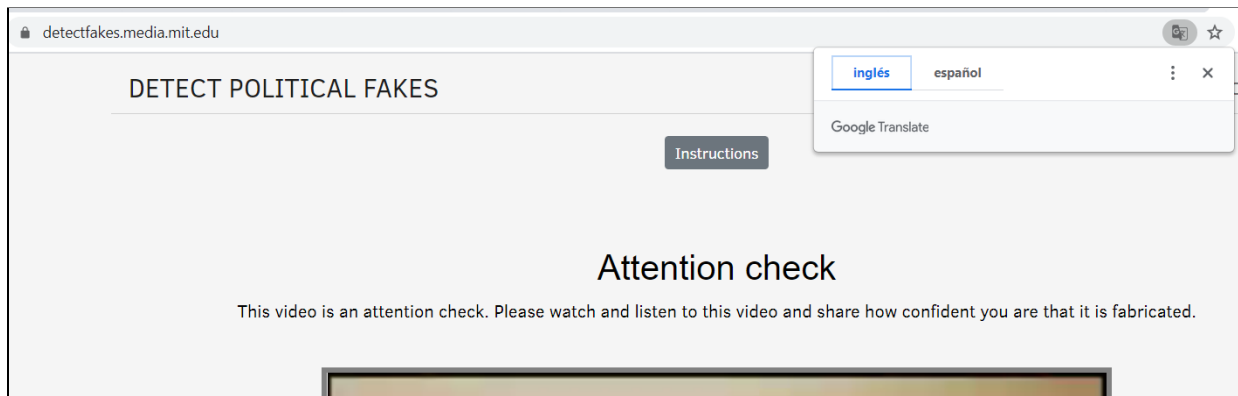 detectfakes.media.mit.edu
inglés español
DETECT POLITICAL FAKES
Google Translate
Instructions
Attention check
This video is an attention check. Please watch and listen to this video and share how confident you are that it is fabricated.